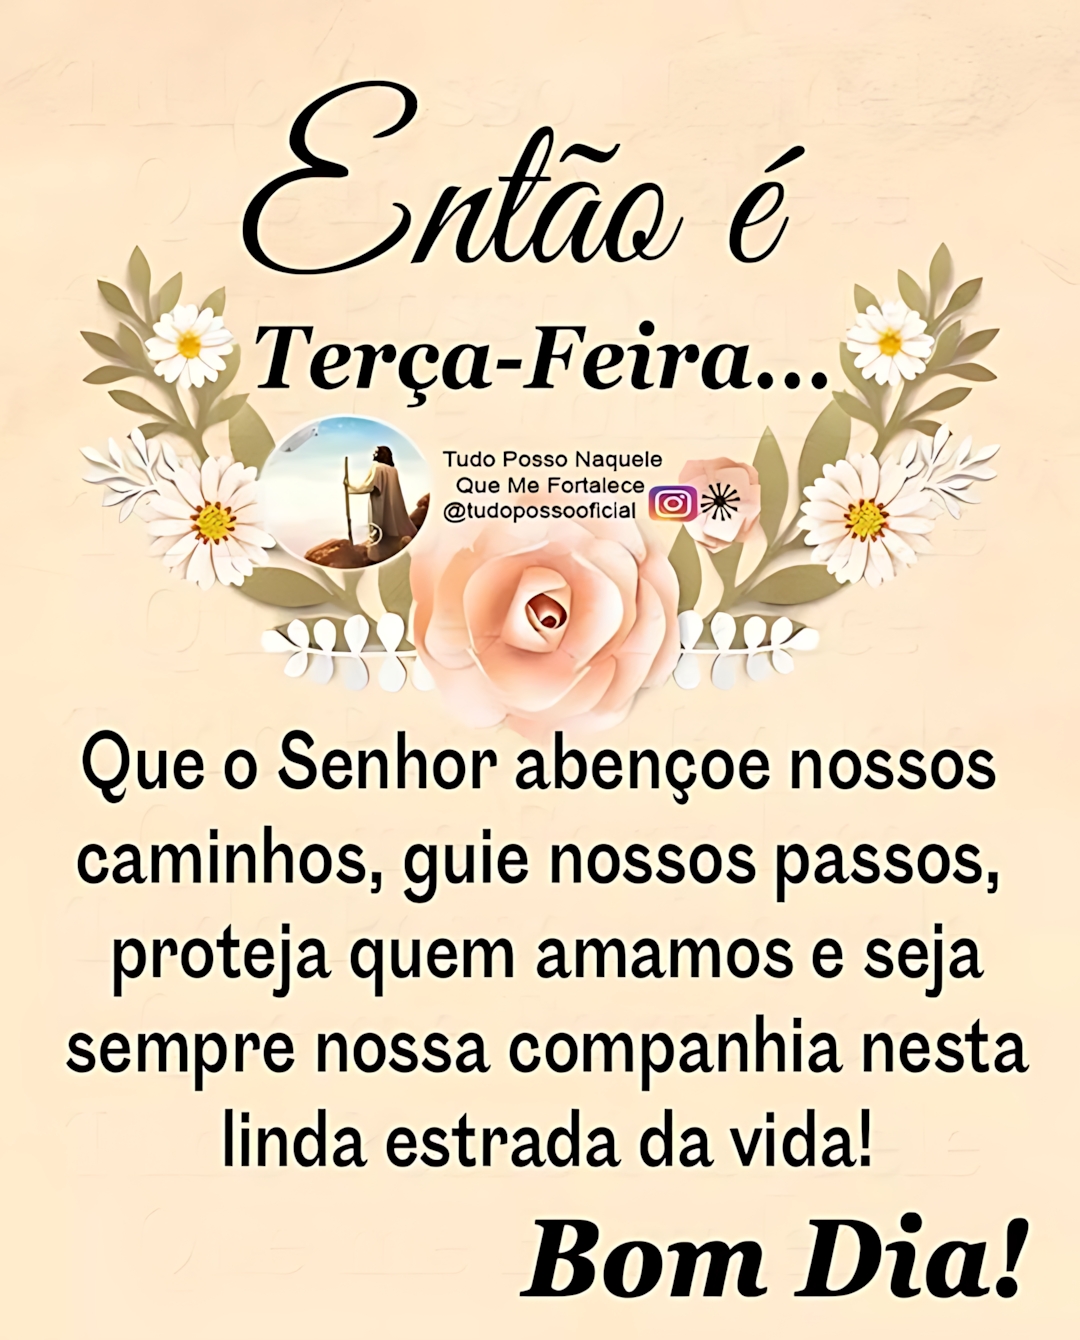 Então é
Terça-Feira...
Tudo Posso Naquele
Que Me Fortalece
@tudopossooficial
Que o Senhor abençoe nossos
caminhos, guie nossos passos,
proteja quem amamos e seja
sempre nossa companhia nesta
linda estrada da vida!
Bom Dia!